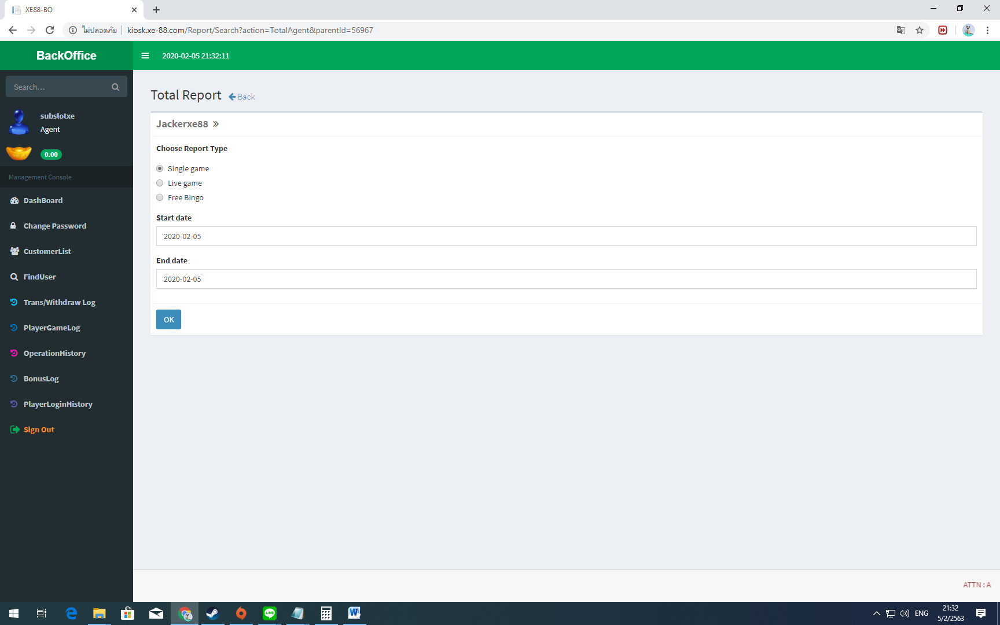 XE88-BO
ไม่ปลอดภัย kiosk.xe-88.com/Report/Search?action=TotalAgent&parentId=56967
BackOffice
2020-02-05 21:32:11
Search...
subslotxe
Agent
0.00
Management Console
DashBoard
Change Password
CustomerList
FindUser
Trans/Withdraw Log
PlayerGameLog
OperationHistory
BonusLog
PlayerLoginHistory
Sign Out
Total Report Back
Jackerxe88 »
Choose Report Type
Single game
Live game
Free Bingo
Start date
2020-02-05
End date
2020-02-05
OK
ATTN : A
LINE
W
ENG
21:32
5/2/2563